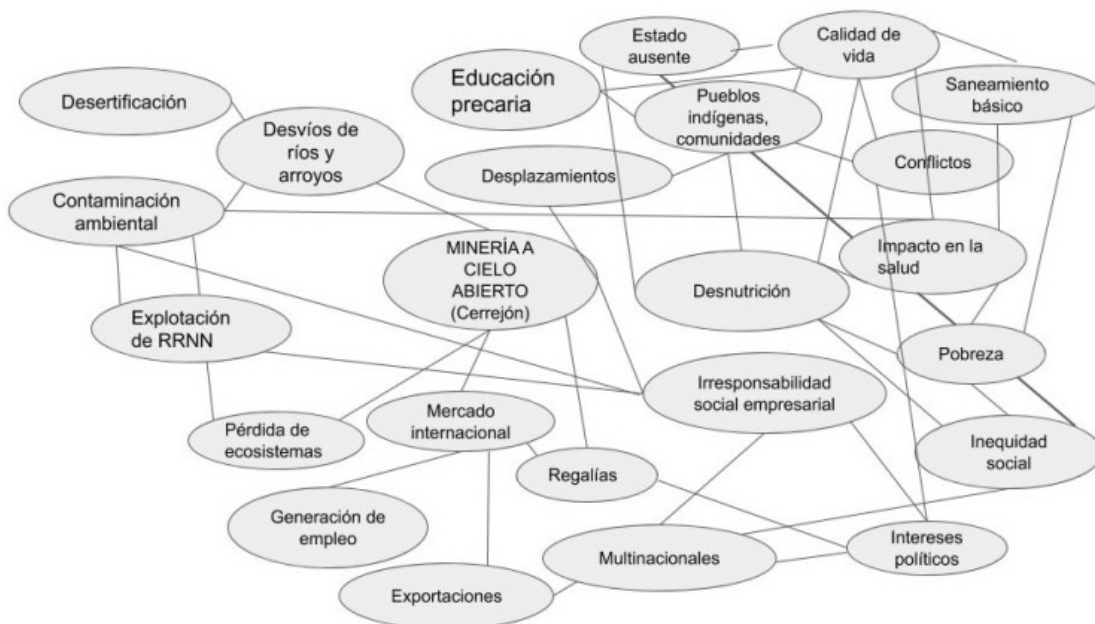 Estado
ausente
Calidad de
vida
Educación
precaria
Saneamiento
básico
Desertificación
Pueblos
indígenas,
comunidades
Desvíos de
ríos y
arroyos
Conflictos
Desplazamientos
Contaminación
ambiental
MINERÍA A
CIELO
ABIERTO
(Cerrejón)
Impacto en la
salud
Desnutrición
Explotación
de RRNN
Pobreza
Irresponsabilidad
social empresarial
Mercado
internacional
Pérdida de
ecosistemas
Inequidad
social
Regalías
Generación de
empleo
Intereses
políticos
Multinacionales
Exportaciones